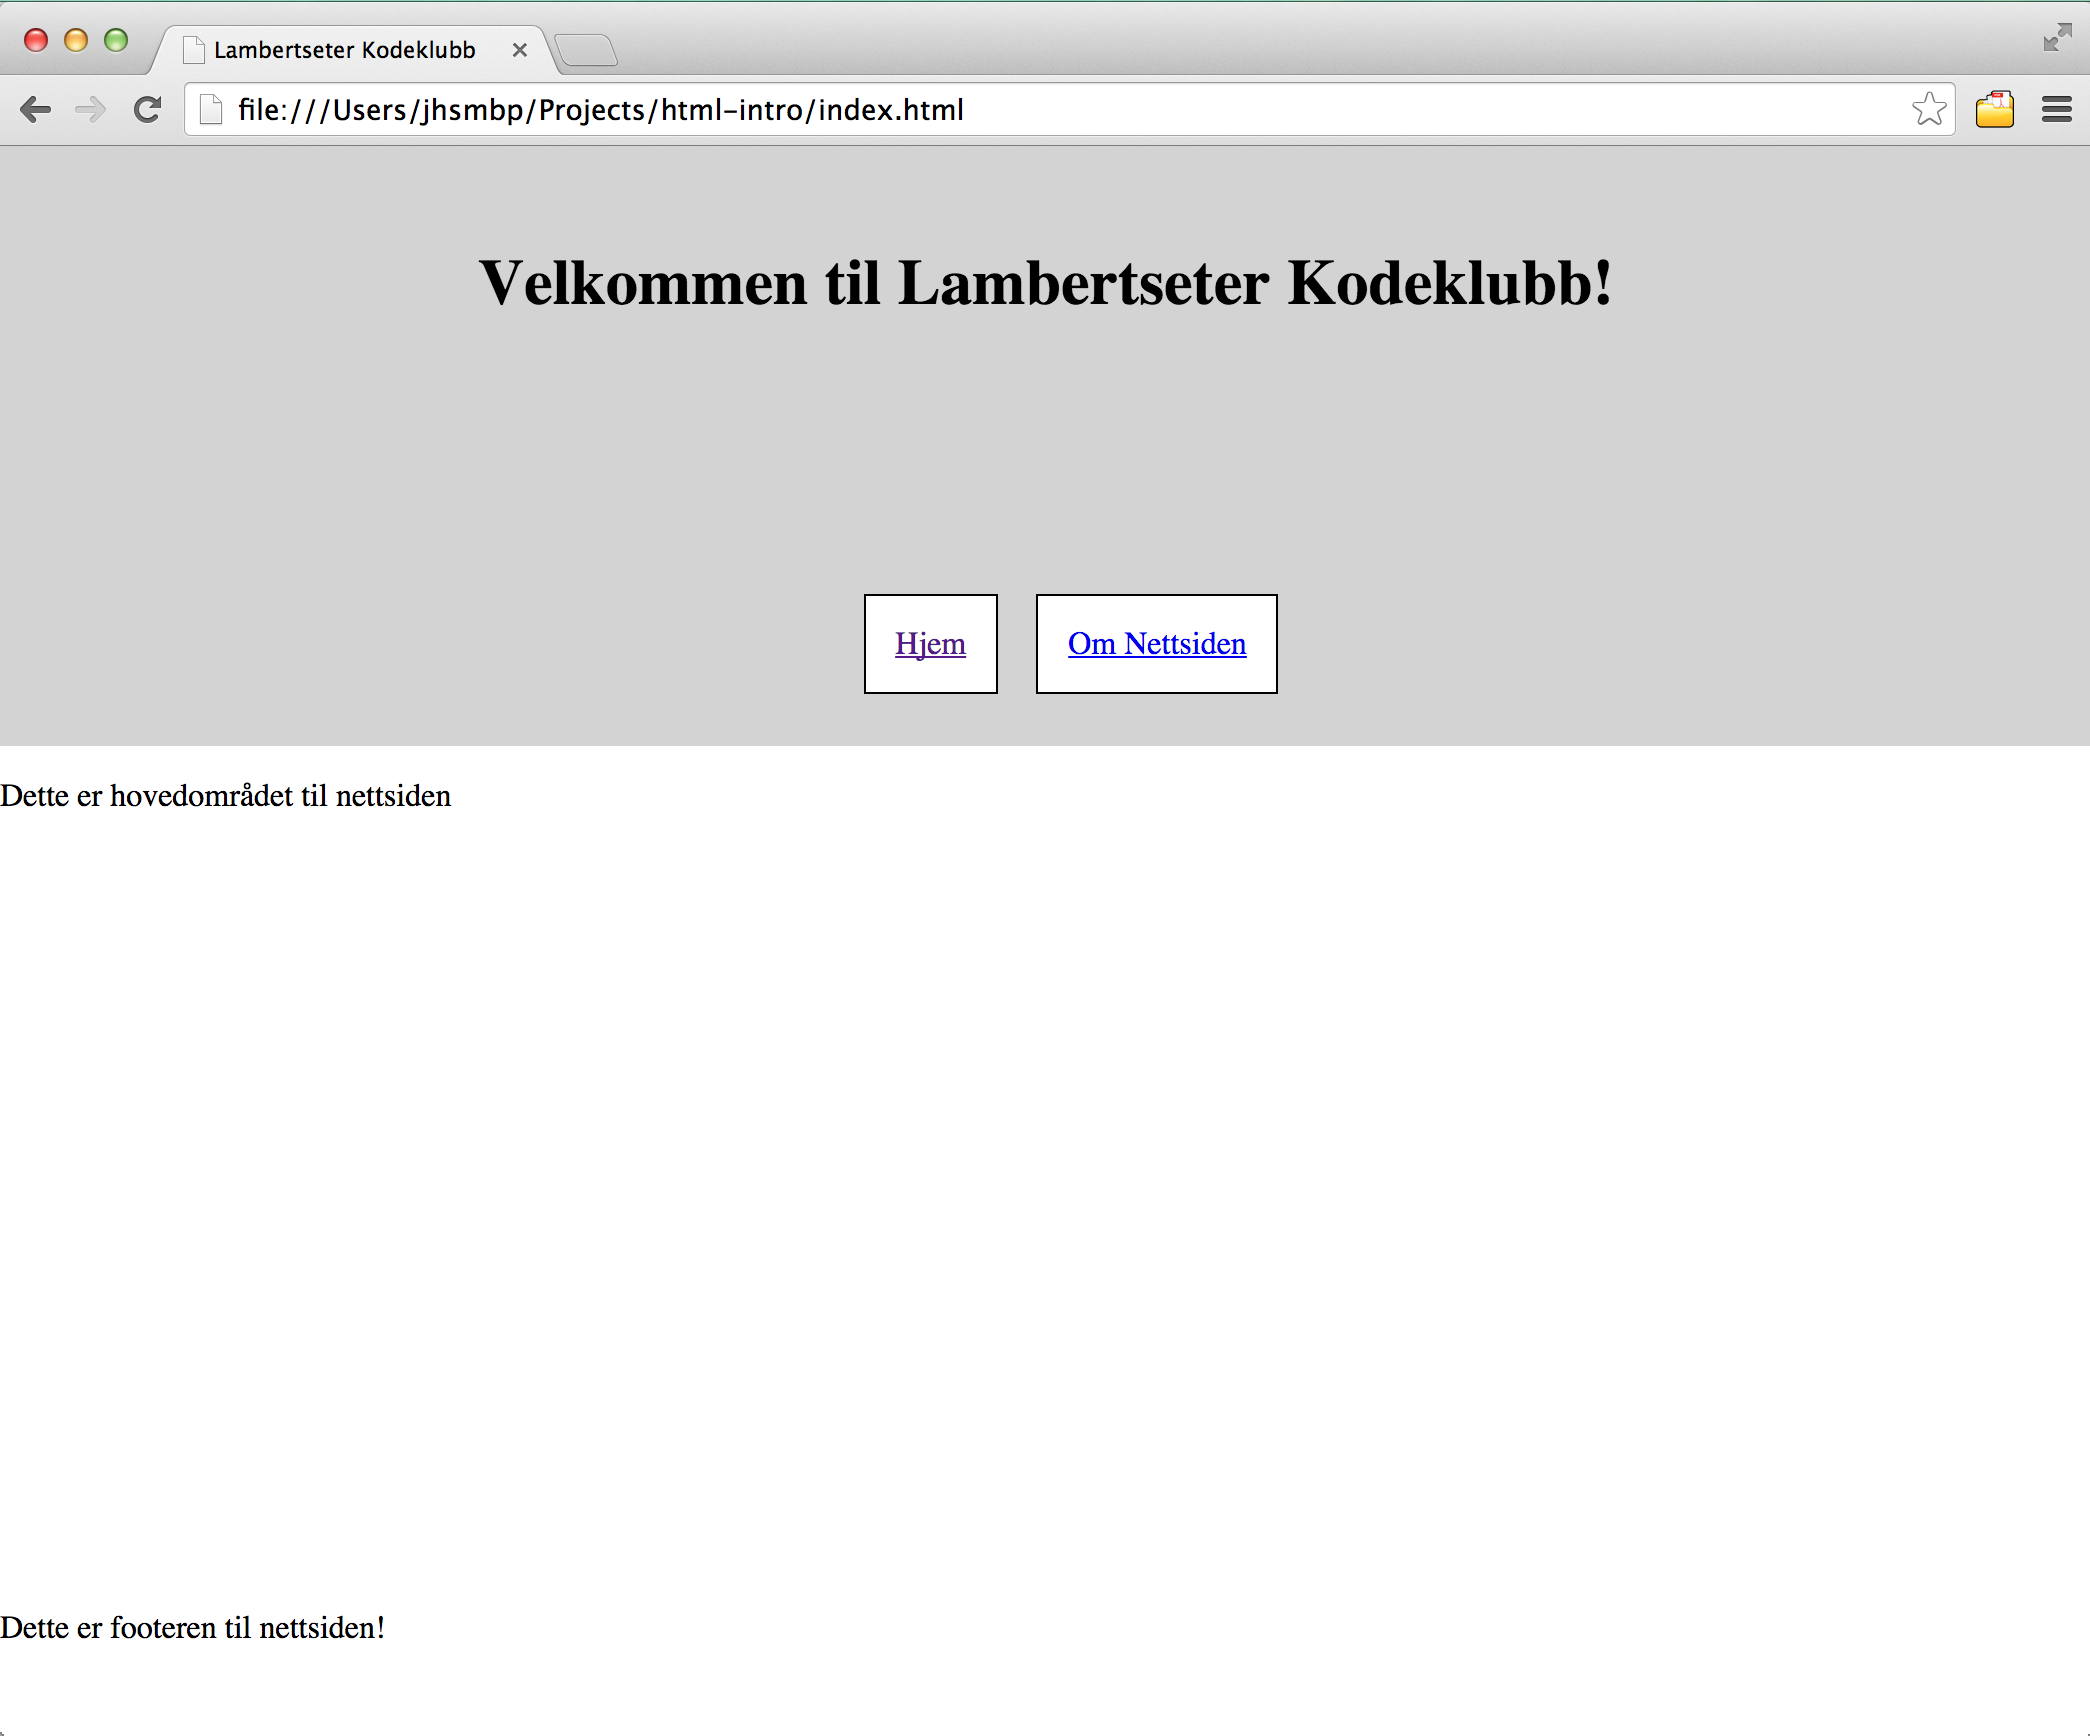 Lambertseter Kodeklubb
file:///Users/jhsmbp/Projects/html-intro/index.html
Velkommen til Lambertseter Kodeklubb!
Hjem
Om Nettsiden
Dette er hovedområdet til nettsiden
Dette er footeren til nettsiden!